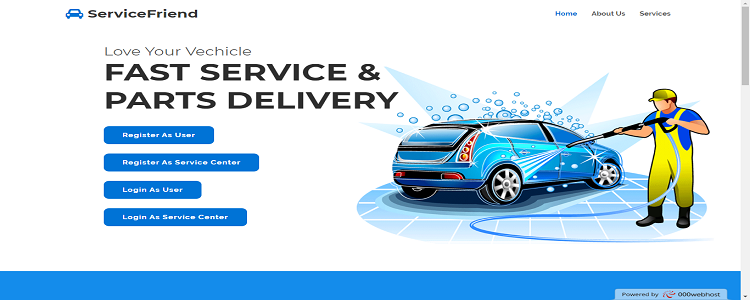 ServiceFriend
Home About Us Services
Love Your Vechicle
FAST SERVICE &
PARTS DELIVERY
Register As User
Register As Service Center
Login As User
Login As Service Center
Powered by 000webhost